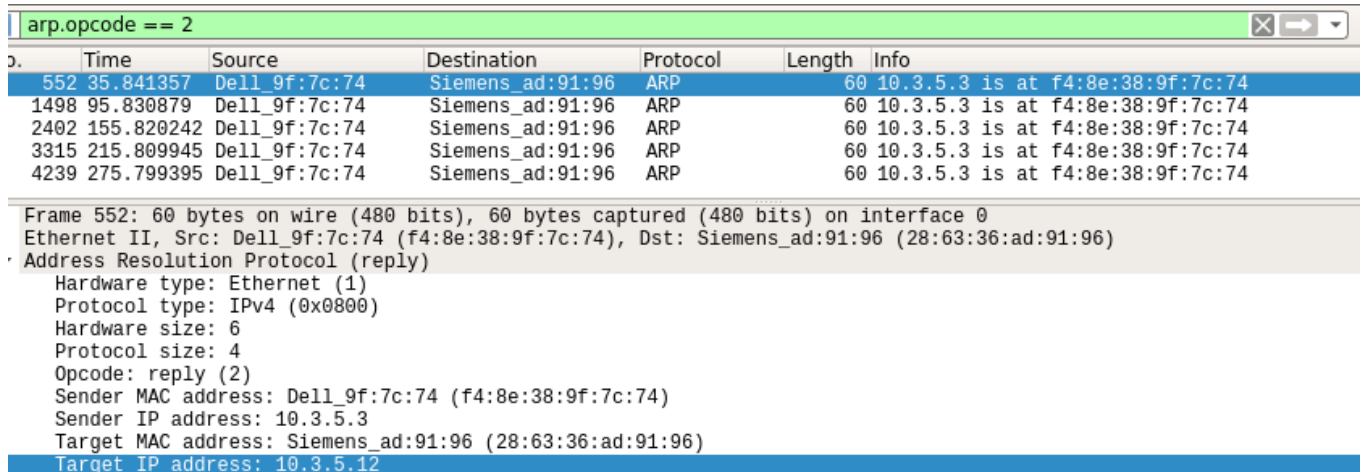 arp.opcode == 2
Time Source Destination Protocol Length Info
552 35.841357 Dell_9f:7c:74 Siemens_ad:91:96 ARP 60 10.3.5.3 is at f4:8e:38:9f:7c:74
1498 95.830879 Dell_9f:7c:74 Siemens_ad:91:96 ARP 60 10.3.5.3 is at f4:8e:38:9f:7c:74
2402 155.820242 Dell_9f:7c:74 Siemens_ad:91:96 ARP 60 10.3.5.3 is at f4:8e:38:9f:7c:74
3315 215.809945 Dell_9f:7c:74 Siemens_ad:91:96 ARP 60 10.3.5.3 is at f4:8e:38:9f:7c:74
4239 275.799395 Dell_9f:7c:74 Siemens_ad:91:96 ARP 60 10.3.5.3 is at f4:8e:38:9f:7c:74
Frame 552: 60 bytes on wire (480 bits), 60 bytes captured (480 bits) on interface 0
Ethernet II, Src: Dell_9f:7c:74 (f4:8e:38:9f:7c:74), Dst: Siemens_ad:91:96 (28:63:36:ad:91:96)
Address Resolution Protocol (reply)
Hardware type: Ethernet (1)
Protocol type: IPv4 (0x0800)
Hardware size: 6
Protocol size: 4
Opcode: reply (2)
Sender MAC address: Dell_9f:7c:74 (f4:8e:38:9f:7c:74)
Sender IP address: 10.3.5.3
Target MAC address: Siemens_ad:91:96 (28:63:36:ad:91:96)
Target IP address: 10.3.5.12